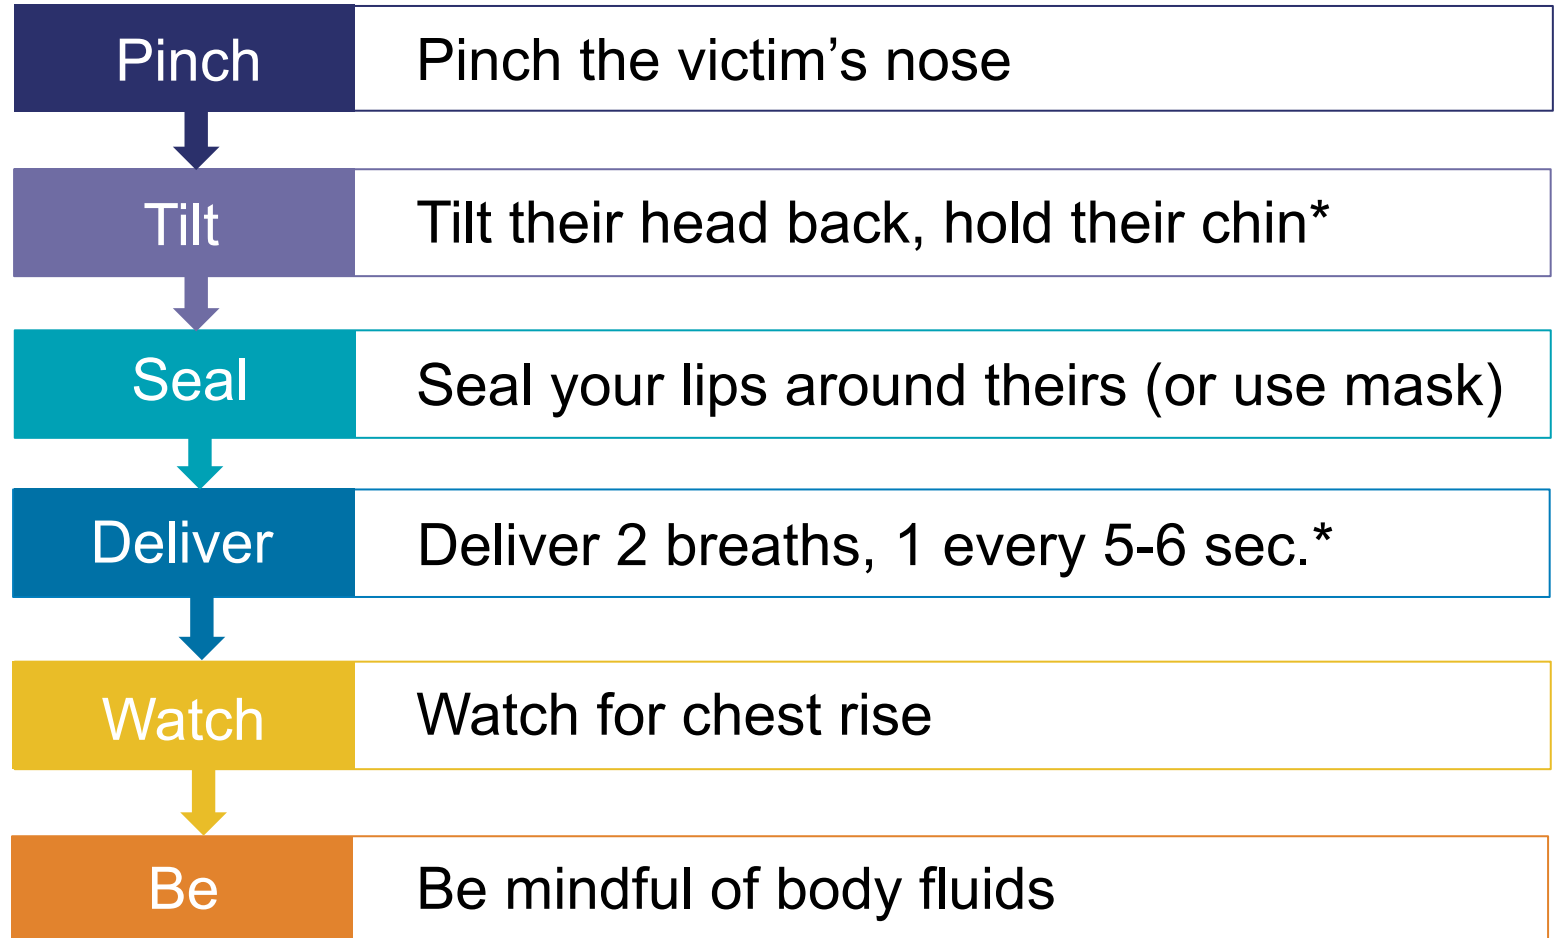 Pinch
Pinch the victim’s nose
Tilt
Tilt their head back, hold their chin*
Seal
Seal your lips around theirs (or use mask)
Deliver
Deliver 2 breaths, 1 every 5-6 sec.*
Watch
Watch for chest rise
Be
Be mindful of body fluids